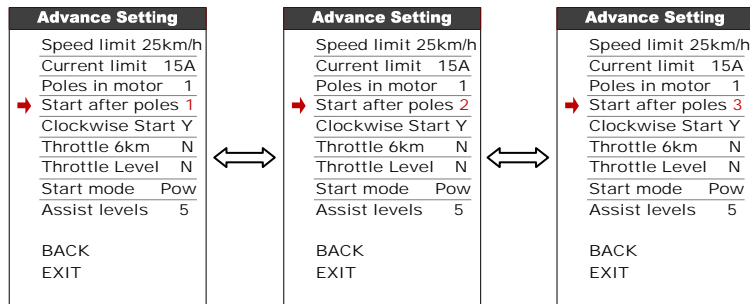 Advance Setting
Speed limit 25km/h
Current limit 15A
Poles in motor 1
Start after poles 1
Clockwise Start Y
Throttle 6km N
Throttle Level N
Start mode Pow
Assist levels 5
BACK
EXIT
Advance Setting
Speed limit 25km/h
Current limit 15A
Poles in motor 1
Start after poles 2
Clockwise Start Y
Throttle 6km N
Throttle Level N
Start mode Pow
Assist levels 5
BACK
EXIT
Advance Setting
Speed limit 25km/h
Current limit 15A
Poles in motor 1
Start after poles 3
Clockwise Start Y
Throttle 6km N
Throttle Level N
Start mode Pow
Assist levels 5
BACK
EXIT